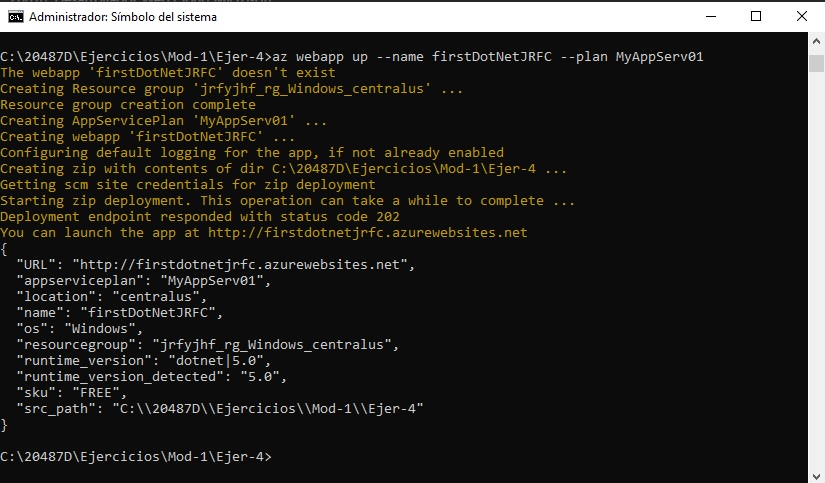 Administrador: Símbolo del sistema
C:\20487D\Ejercicios\Mod-1\Ejer-4>az webapp up --name firstDotNetJRFC --plan MyAppServ01
The webapp 'firstDotNetJRFC' doesn't exist
Creating Resource group 'jrfyjhf_rg_Windows_centralus' ...
Resource group creation complete
Creating AppServicePlan 'MyAppServ01' ...
Creating webapp 'firstDotNetJRFC' ...
Configuring default logging for the app, if not already enabled
Creating zip with contents of dir C:\20487D\Ejercicios\Mod-1\Ejer-4 ...
Getting scm site credentials for zip deployment
Starting zip deployment. This operation can take a while to complete ...
Deployment endpoint responded with status code 202
You can launch the app at http://firstdotnetjrfc.azurewebsites.net
{
  "URL": "http://firstdotnetjrfc.azurewebsites.net",
  "appserviceplan": "MyAppServ01",
  "location": "centralus",
  "name": "firstDotNetJRFC",
  "os": "Windows",
  "resourcegroup": "jrfyjhf_rg_Windows_centralus",
  "runtime_version": "dotnet|5.0",
  "runtime_version_detected": "5.0",
  "sku": "FREE",
  "src_path": "C:\\20487D\\Ejercicios\\Mod-1\\Ejer-4"
}
C:\20487D\Ejercicios\Mod-1\Ejer-4>